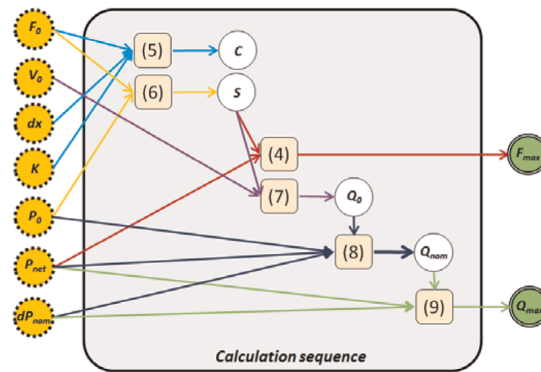 F0
(5)
C
V0
(6)
S
dx
(4)
Fmax
K
(7)
Q0
P0
(8)
Qnom
Pnet
(9)
Qmax
dPnom
Calculation sequence